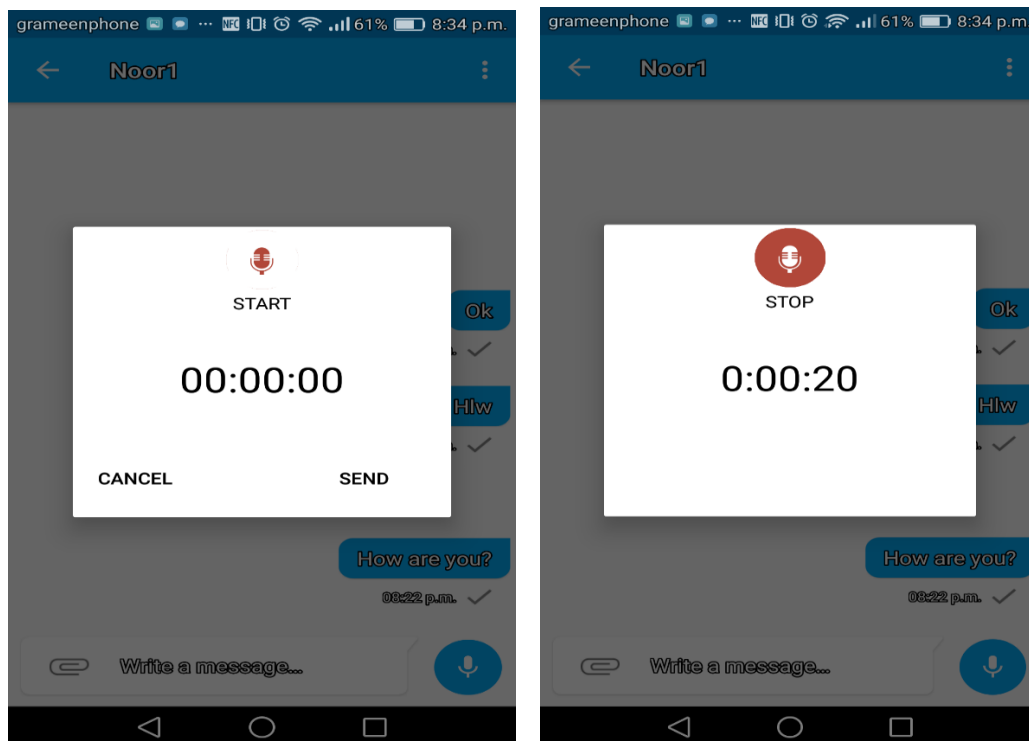 grameenphone ... NFC 61% 8:34 p.m.
Noor1
START
Ok
00:00:00
Hlw
CANCEL SEND
How are you?
08:22 p.m.
Write a message...
grameenphone ... NFC 61% 8:34 p.m.
Noor1
STOP
Ok
0:00:20
Hlw
How are you?
08:22 p.m.
Write a message...